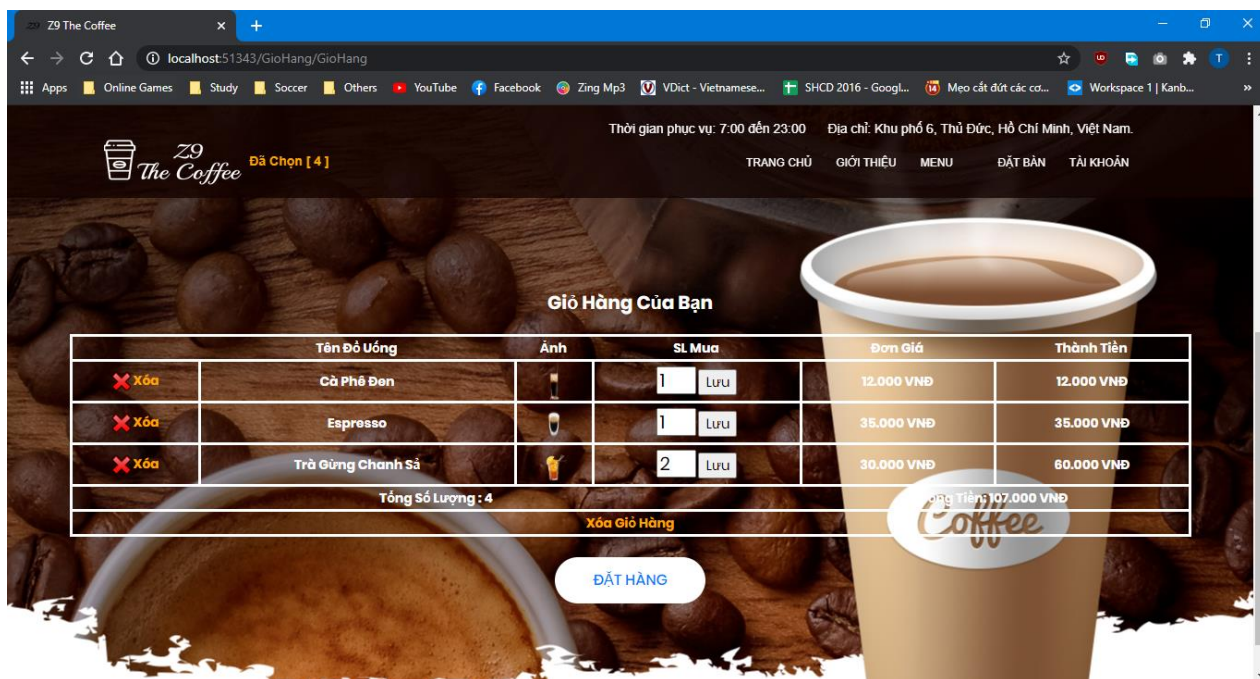 Z9 The Coffee
localhost:51343/GioHang/GioHang
Apps Online Games Study Soccer Others YouTube Facebook Zing Mp3 VDict - Vietnamese... SHCD 2016 - Googl... Mẹo cắt đứt các cơ... Workspace 1 | Kanb... »
Thời gian phục vụ: 7:00 đến 23:00 Địa chỉ: Khu phố 6, Thủ Đức, Hồ Chí Minh, Việt Nam.
Z9
The Coffee
Đã Chọn [ 4 ]
TRANG CHỦ GIỚI THIỆU MENU ĐẶT BÀN TÀI KHOẢN
Giỏ Hàng Của Bạn
Tên Đồ Uống Ảnh SL Mua Đơn Giá Thành Tiền
Xóa Cà Phê Đen 1 Lưu 12.000 VNĐ 12.000 VNĐ
Xóa Espresso 1 Lưu 35.000 VNĐ 35.000 VNĐ
Xóa Trà Gừng Chanh Sả 2 Lưu 30.000 VNĐ 60.000 VNĐ
Tổng Số Lượng : 4 Tổng Tiền: 107.000 VNĐ
Xóa Giỏ Hàng
Coffee
ĐẶT HÀNG